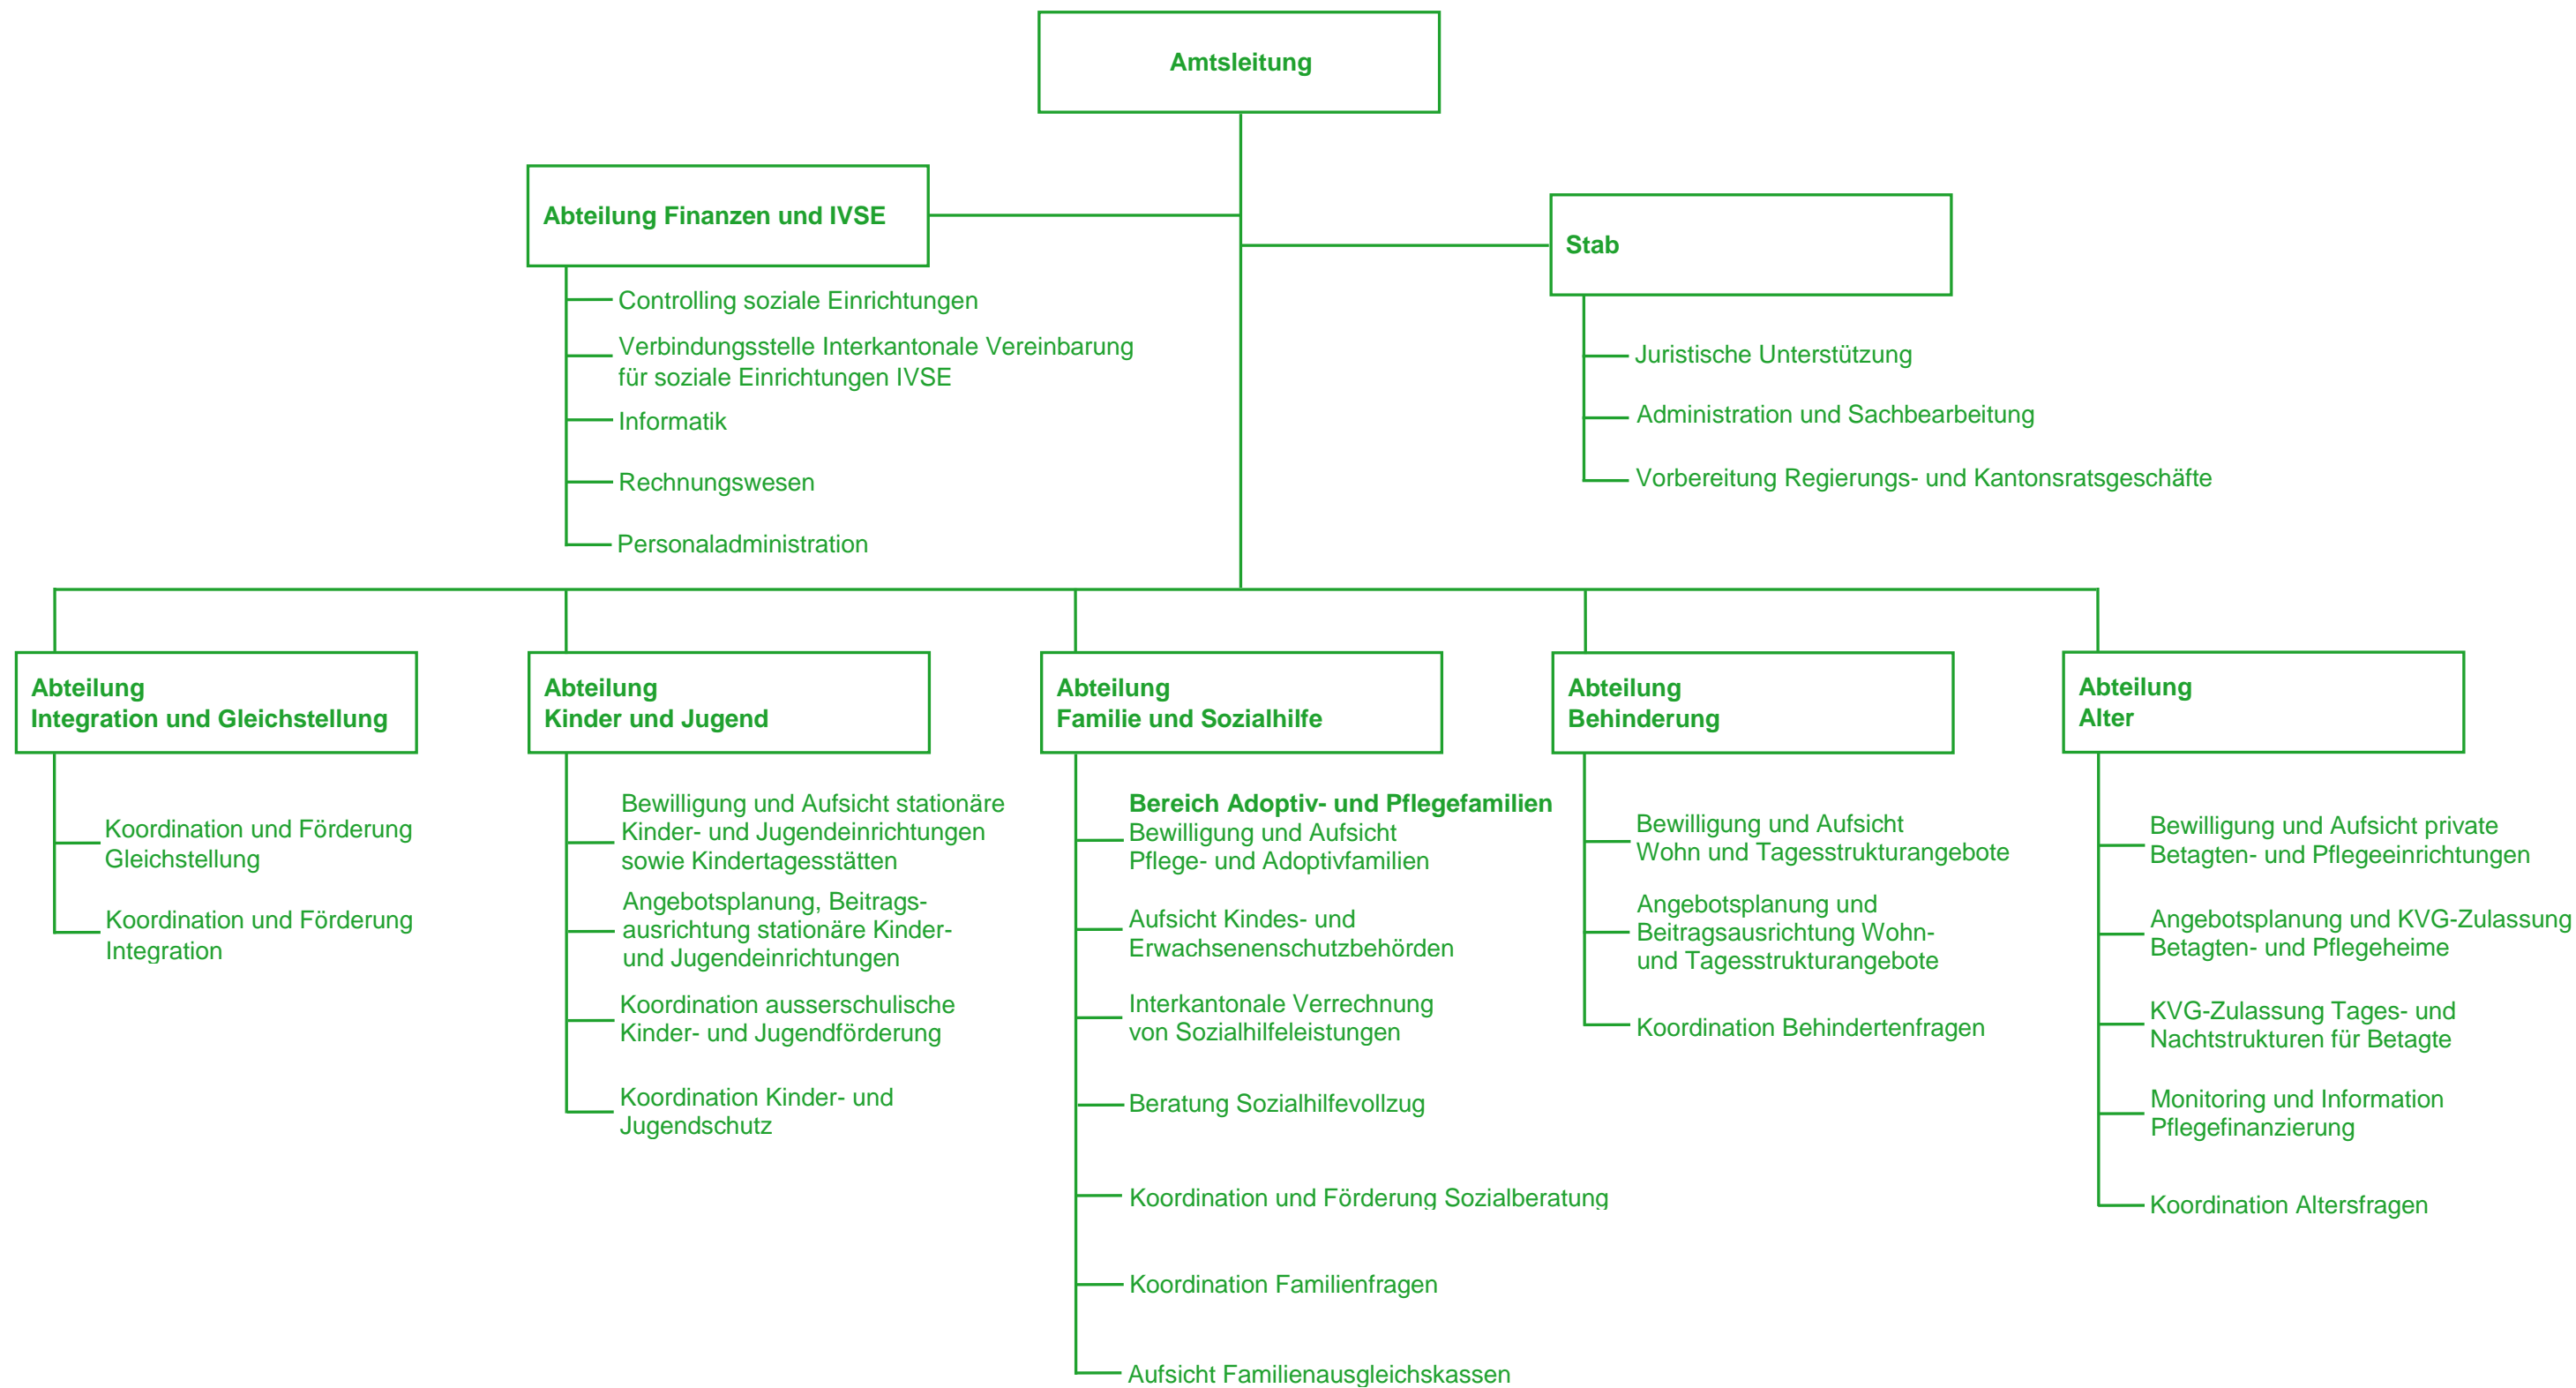 Amtsleitung
Abteilung Finanzen und IVSE
Controlling soziale Einrichtungen
Verbindungsstelle Interkantonale Vereinbarung
für soziale Einrichtungen IVSE
Informatik
Rechnungswesen
Personaladministration
Stab
Juristische Unterstützung
Administration und Sachbearbeitung
Vorbereitung Regierungs- und Kantonsratsgeschäfte
Abteilung
Integration und Gleichstellung
Koordination und Förderung
Gleichstellung
Koordination und Förderung
Integration
Abteilung
Kinder und Jugend
Bewilligung und Aufsicht stationäre
Kinder- und Jugendeinrichtungen
sowie Kindertagesstätten
Angebotsplanung, Beitrags-
ausrichtung stationäre Kinder-
und Jugendeinrichtungen
Koordination ausserschulische
Kinder- und Jugendförderung
Koordination Kinder- und
Jugendschutz
Abteilung
Familie und Sozialhilfe
Bereich Adoptiv- und Pflegefamilien
Bewilligung und Aufsicht
Pflege- und Adoptivfamilien
Aufsicht Kindes- und
Erwachsenenschutzbehörden
Interkantonale Verrechnung
von Sozialhilfeleistungen
Beratung Sozialhilfevollzug
Koordination und Förderung Sozialberatung
Koordination Familienfragen
Aufsicht Familienausgleichskassen
Abteilung
Behinderung
Bewilligung und Aufsicht
Wohn und Tagesstrukturangebote
Angebotsplanung und
Beitragsausrichtung Wohn-
und Tagesstrukturangebote
Koordination Behindertenfragen
Abteilung
Alter
Bewilligung und Aufsicht private
Betagten- und Pflegeeinrichtungen
Angebotsplanung und KVG-Zulassung
Betagten- und Pflegeheime
KVG-Zulassung Tages- und
Nachtstrukturen für Betagte
Monitoring und Information
Pflegefinanzierung
Koordination Altersfragen